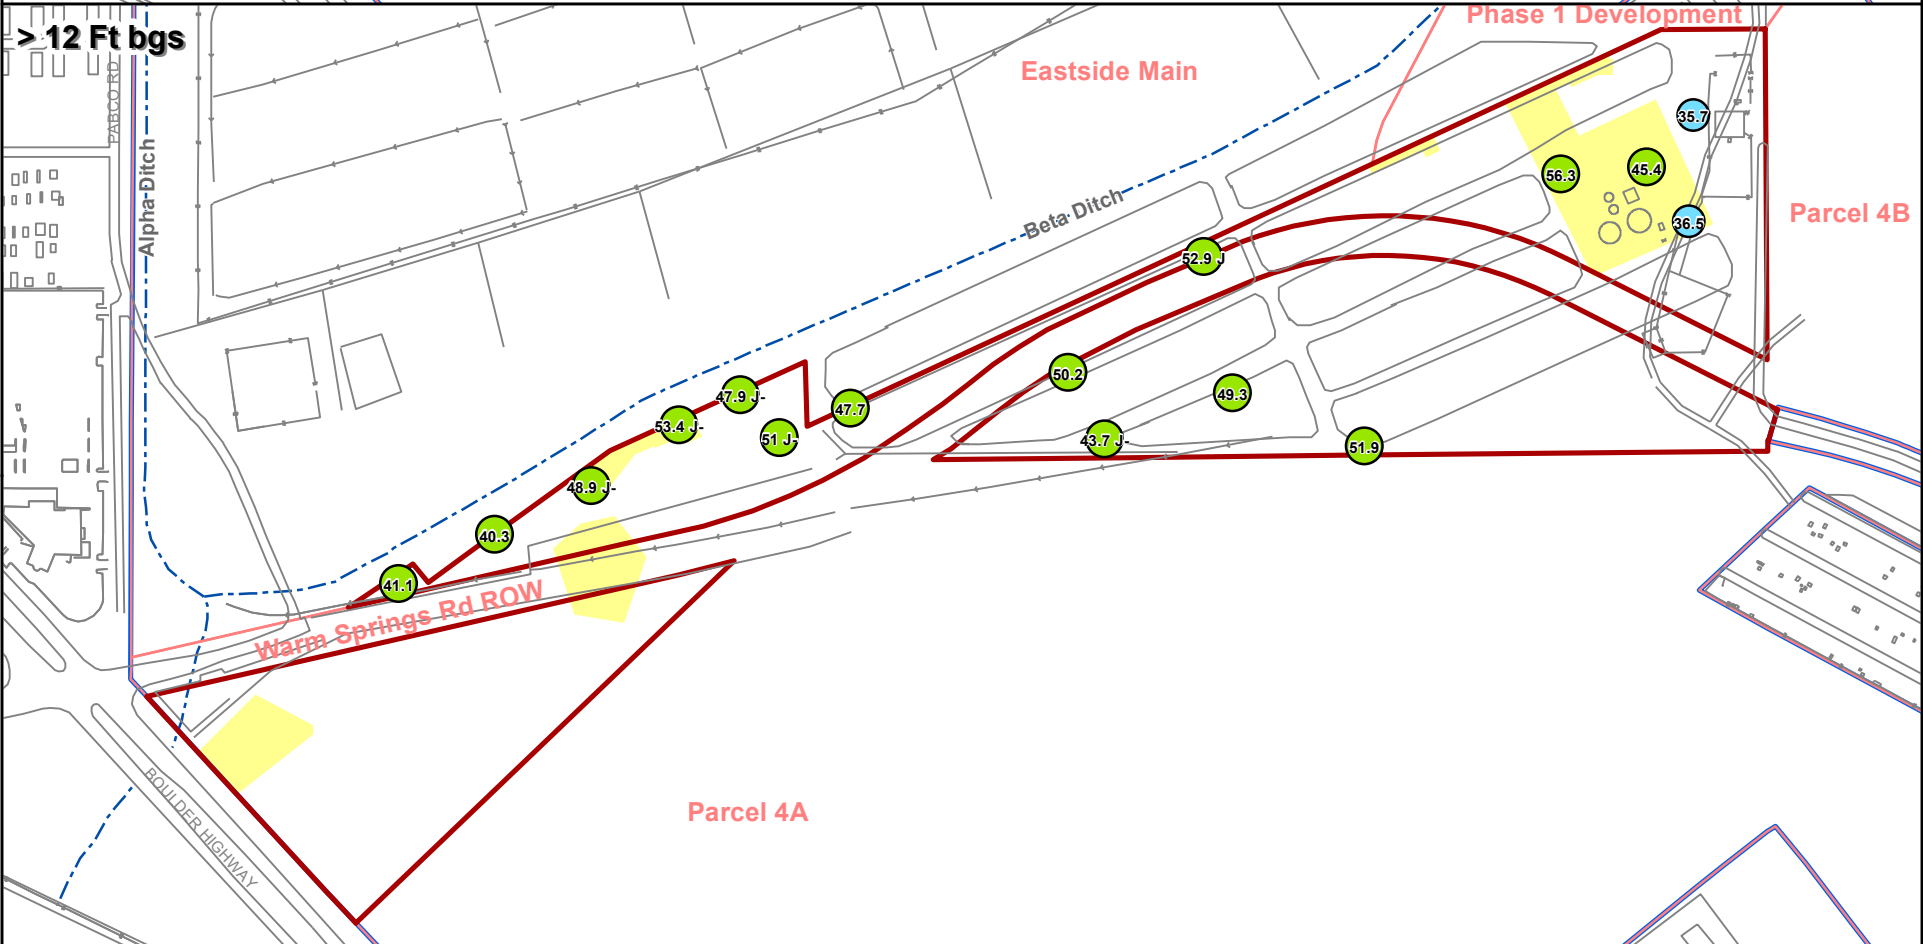 Phase 1 Development
> 12 Ft bgs
Eastside Main
PABCO RD
35.7
Alpha Ditch
56.3
45.4
Beta Ditch
Parcel 4B
36.5
52.9 J
50.2
47.9 J-
49.3
47.7
53.4 J-
51 J-
43.7 J-
51.9
48.9 J-
40.3
41.1
Warm Springs Rd ROW
Parcel 4A
BOULDER HIGHWAY